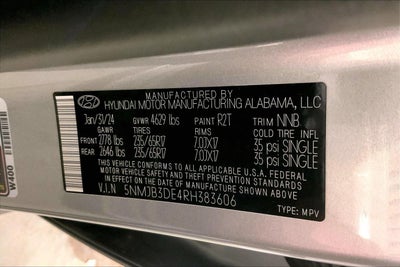 MANUFACTURED BY
HYUNDAI MOTOR MANUFACTURING ALABAMA, LLC
Jan/31/24 GVWR 4629 lbs PAINT R2T TRIM NNB
GAWR TIRES RIMS COLD TIRE INFL
FRONT 2778 lbs 235/65R17 7.0JX17 35 psi SINGLE
REAR 2646 lbs 235/65R17 7.0JX17 35 psi SINGLE
THIS VEHICLE CONFORMS TO ALL APPLICABLE U.S. FEDERAL
MOTOR VEHICLE SAFETY AND THEFT PREVENTION STANDARDS IN EFFECT ON THE
DATE OF MANUFACTURE SHOWN ABOVE.
V.I.N 5NMJB3DE4RH383606
TYPE: MPV
W400